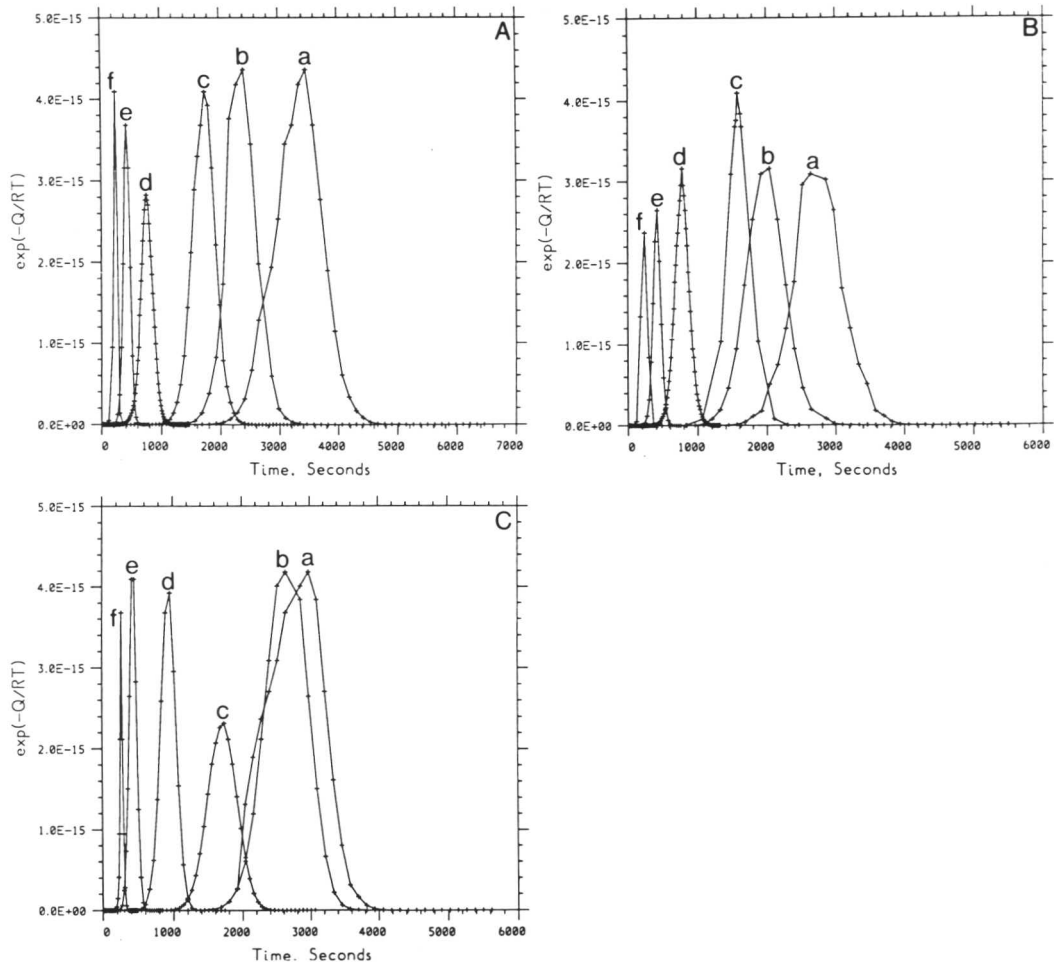 A
5.0E-15
4.0E-15
3.0E-15
2.0E-15
1.0E-15
0.0E+00
exp(-Q/RT)
f
e
d
c
b
a
0
1000
2000
3000
4000
5000
6000
7000
Time, Seconds
B
5.0E-15
4.0E-15
3.0E-15
2.0E-15
1.0E-15
0.0E+00
exp(-Q/RT)
f
e
d
c
b
a
0
1000
2000
3000
4000
5000
6000
Time, Seconds
C
5.0E-15
4.0E-15
3.0E-15
2.0E-15
1.0E-15
0.0E+00
exp(-Q/RT)
f
e
d
c
b
a
0
1000
2000
3000
4000
5000
6000
Time, Seconds